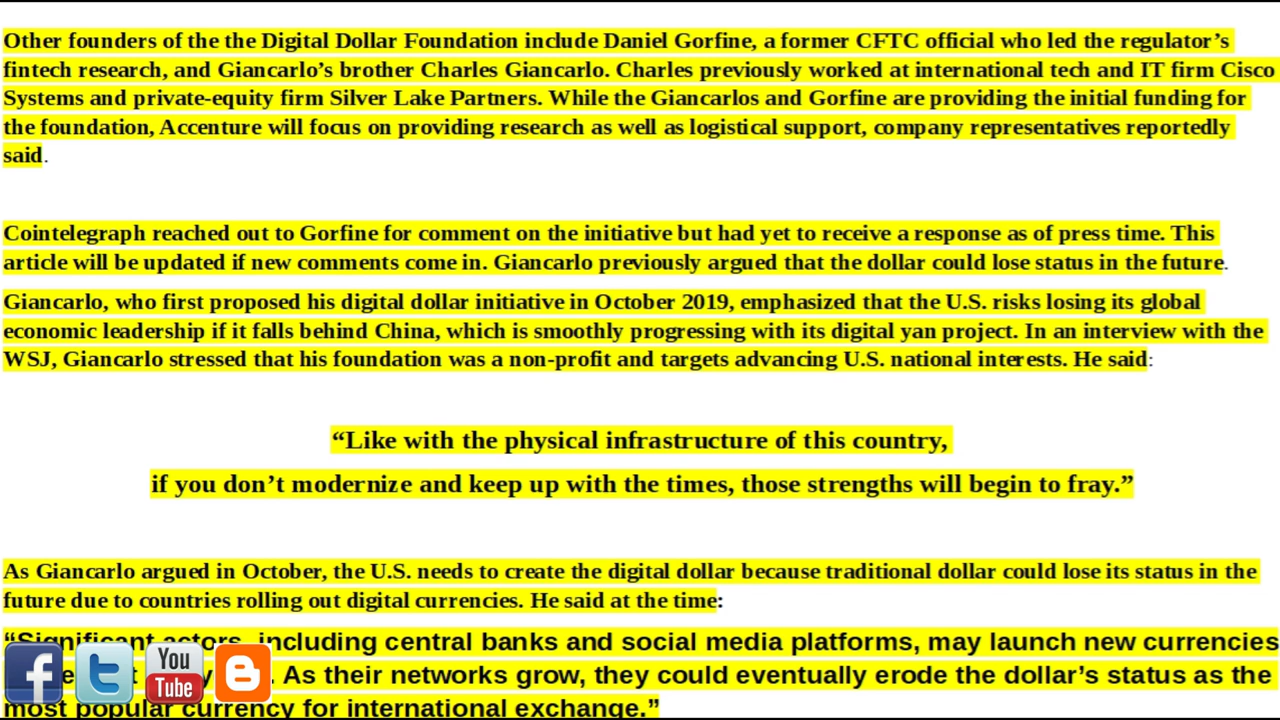 Other founders of the the Digital Dollar Foundation include Daniel Gorfine, a former CFTC official who led the regulator’s
fintech research, and Giancarlo’s brother Charles Giancarlo. Charles previously worked at international tech and IT firm Cisco
Systems and private-equity firm Silver Lake Partners. While the Giancarlos and Gorfine are providing the initial funding for
the foundation, Accenture will focus on providing research as well as logistical support, company representatives reportedly
said.
Cointelegraph reached out to Gorfine for comment on the initiative but had yet to receive a response as of press time. This
article will be updated if new comments come in. Giancarlo previously argued that the dollar could lose status in the future.
Giancarlo, who first proposed his digital dollar initiative in October 2019, emphasized that the U.S. risks losing its global
economic leadership if it falls behind China, which is smoothly progressing with its digital yan project. In an interview with the
WSJ, Giancarlo stressed that his foundation was a non-profit and targets advancing U.S. national interests. He said:
“Like with the physical infrastructure of this country,
if you don’t modernize and keep up with the times, those strengths will begin to fray.”
As Giancarlo argued in October, the U.S. needs to create the digital dollar because traditional dollar could lose its status in the
future due to countries rolling out digital currencies. He said at the time:
“Significant actors, including central banks and social media platforms, may launch new currencies
. As their networks grow, they could eventually erode the dollar’s status as the
most popular currency for international exchange.”
You
Tube